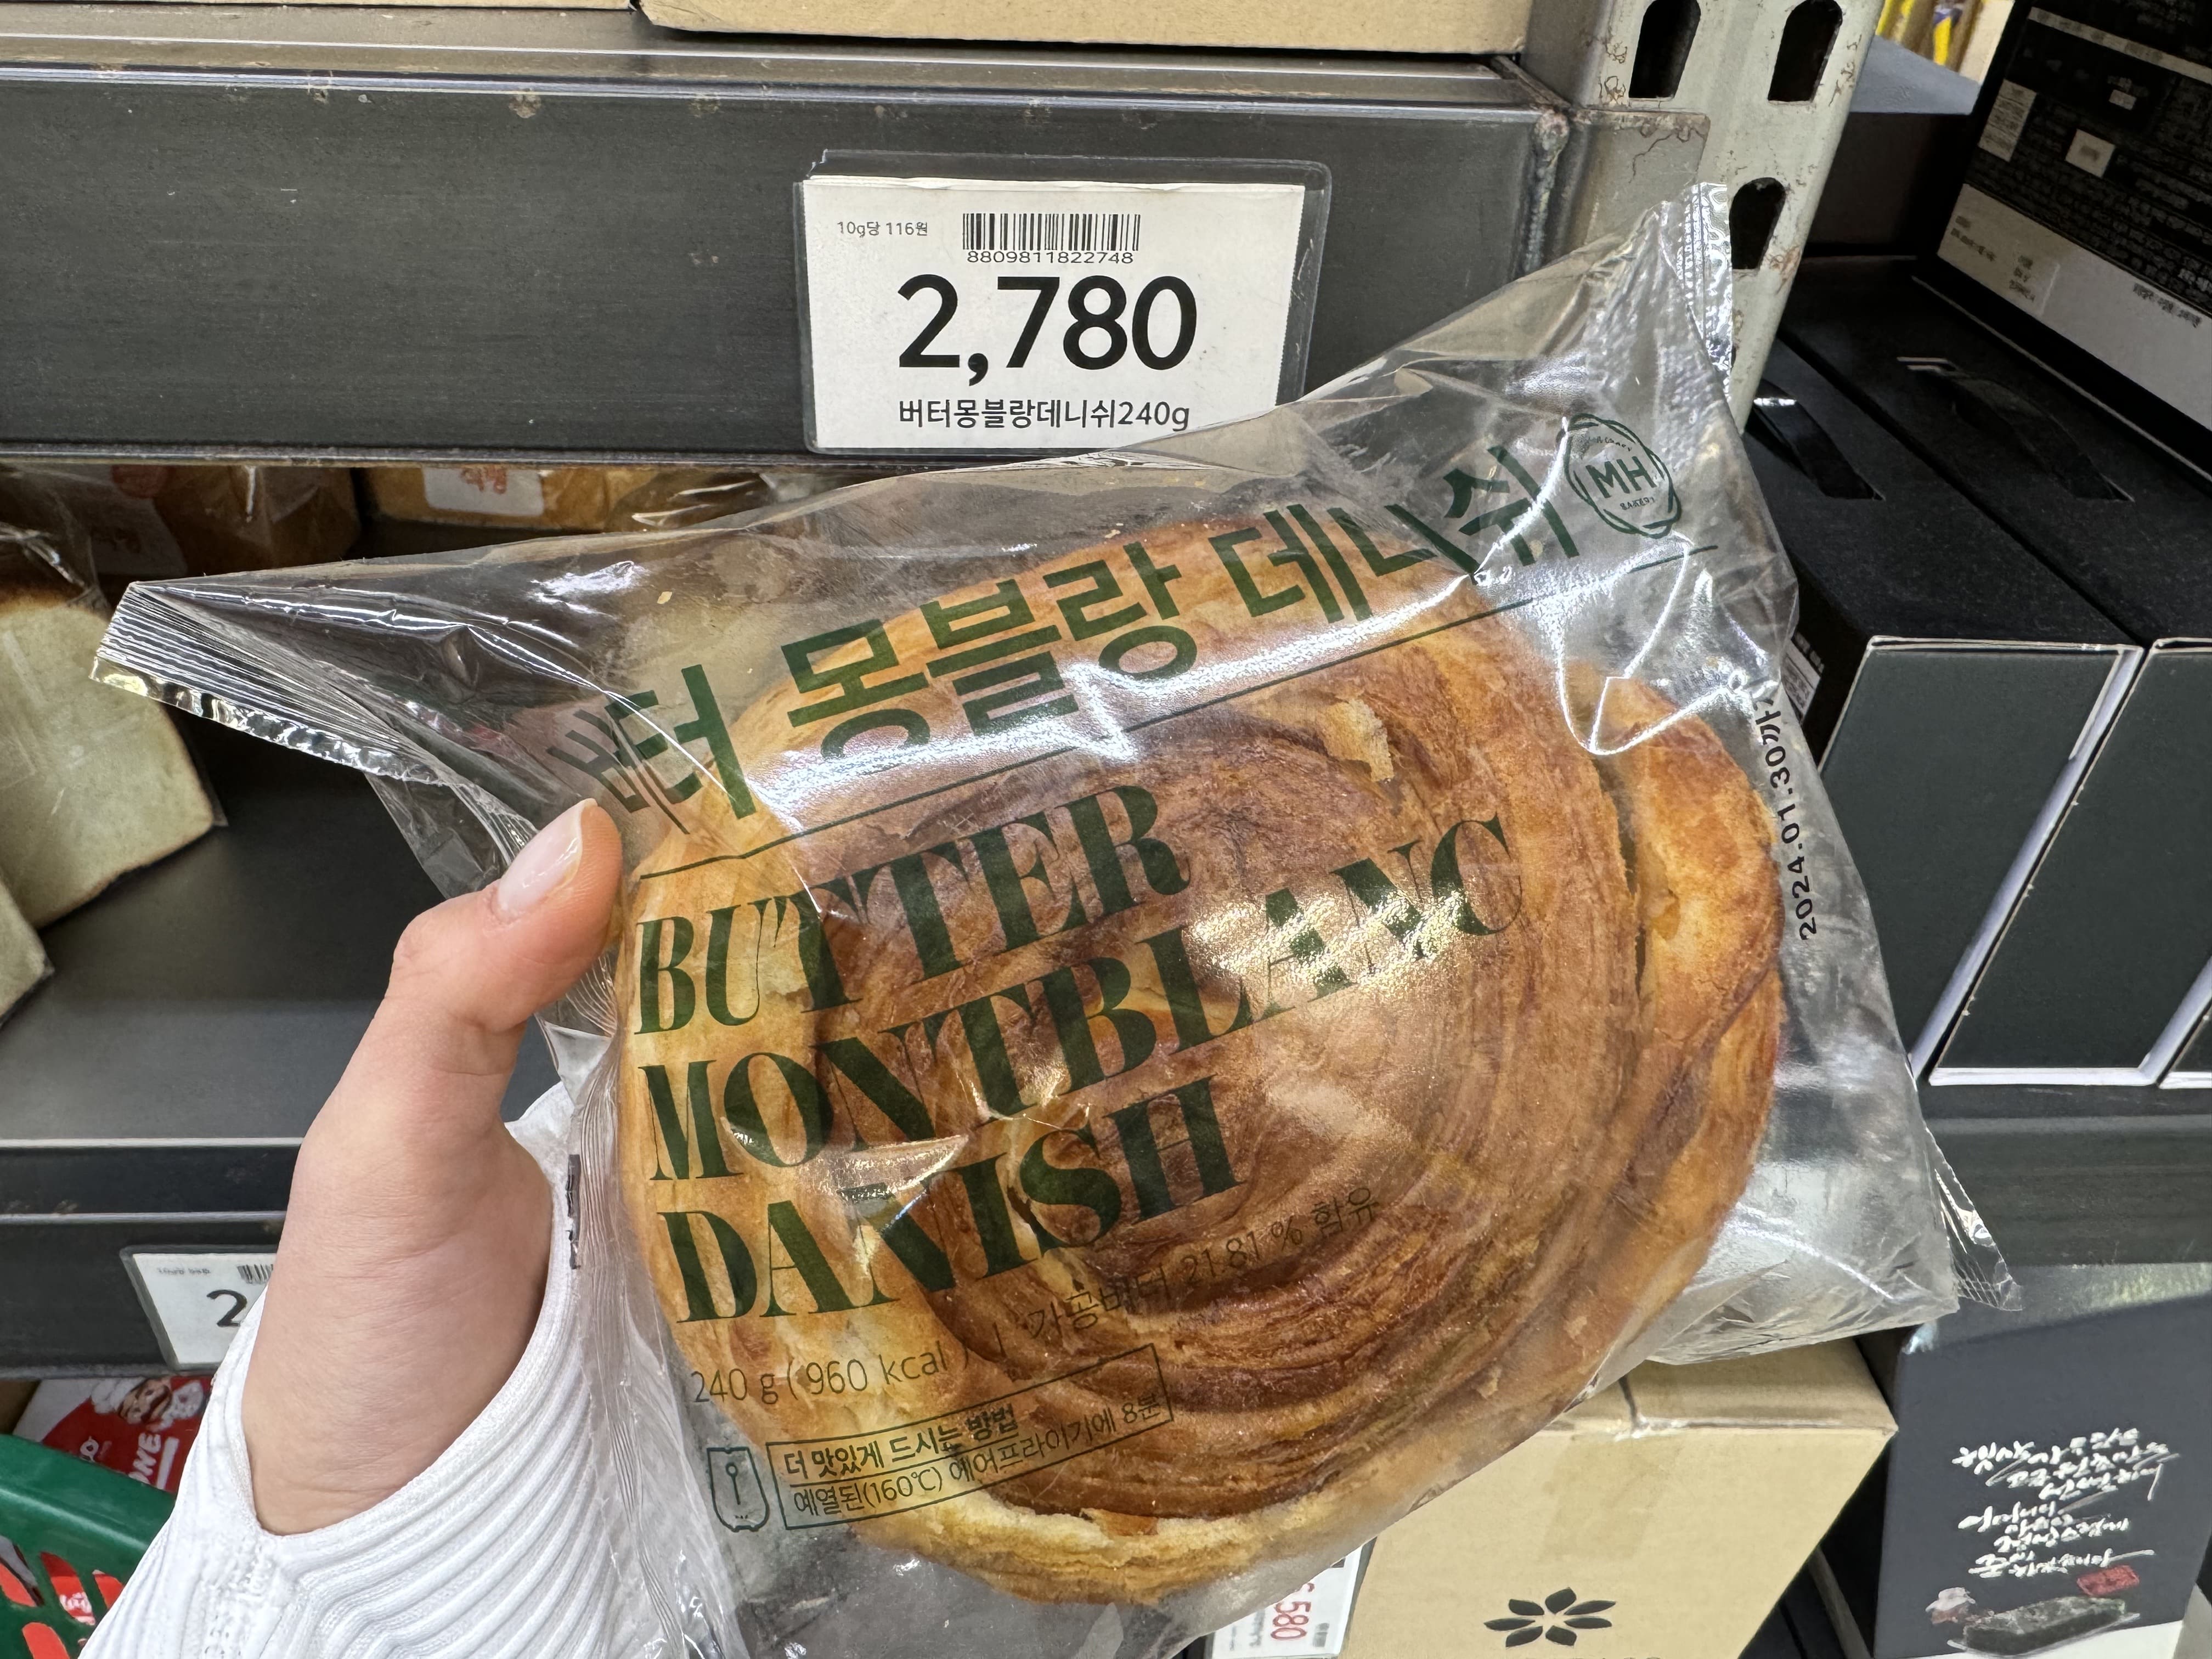 10g당 116원
8809811822748
2,780
버터몽블랑데니쉬240g
버터 몽블랑 데니쉬
MH
BAKERY
BUTTER
MONTBLANC
DANISH
240 g ( 960 kcal ) | 가공버터 21.81 % 함유
더 맛있게 드시는 방법
예열된(160℃) 에어프라이기에 8분
2024.01.30까지
2
580